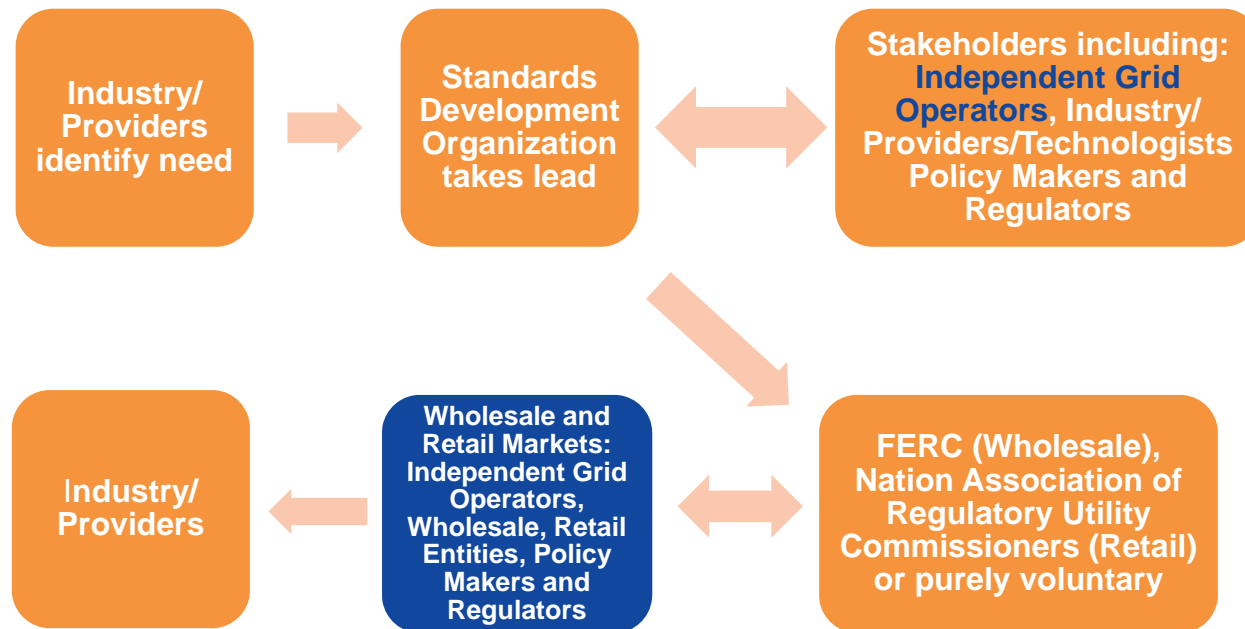 Industry/
Providers
identify need
Standards
Development
Organization
takes lead
Stakeholders including:
Independent Grid
Operators, Industry/
Providers/Technologists
Policy Makers and
Regulators
Industry/
Providers
Wholesale and
Retail Markets:
Independent Grid
Operators,
Wholesale, Retail
Entities, Policy
Makers and
Regulators
FERC (Wholesale),
Nation Association of
Regulatory Utility
Commissioners (Retail)
or purely voluntary